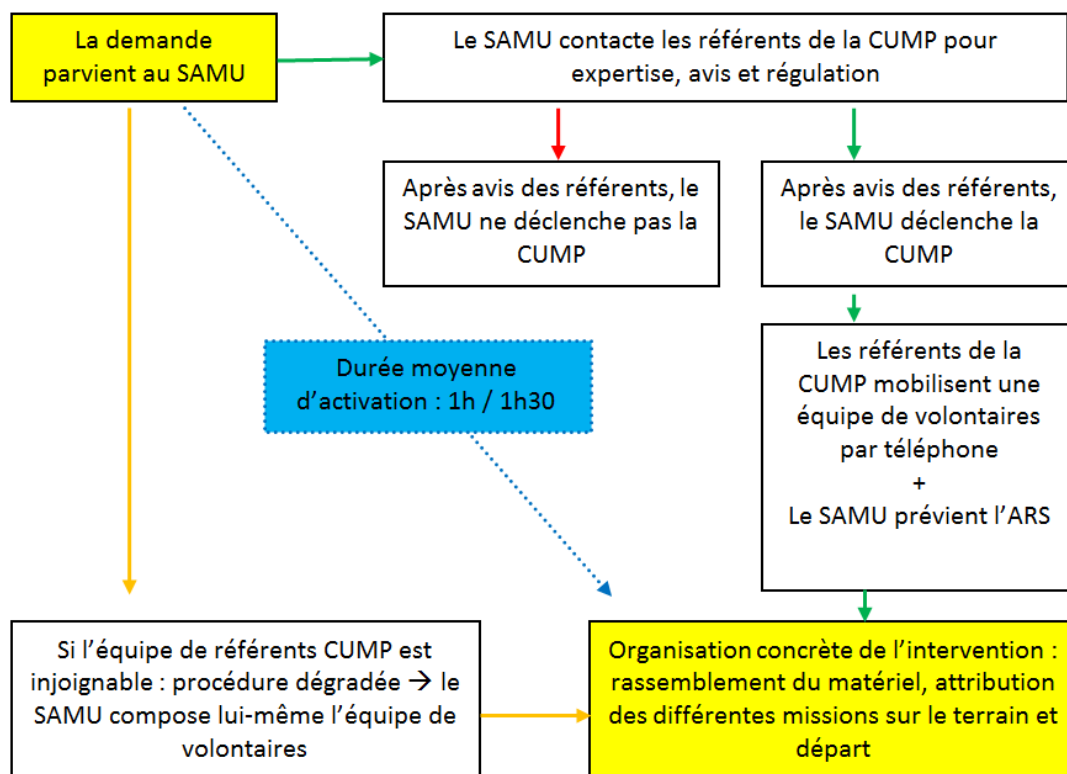 La demande
parvient au SAMU
Le SAMU contacte les référents de la CUMP pour
expertise, avis et régulation
Après avis des référents, le
SAMU ne déclenche pas la
CUMP
Après avis des référents,
le SAMU déclenche la
CUMP
Durée moyenne
d’activation : 1h / 1h30
Les référents de la
CUMP mobilisent une
équipe de volontaires
par téléphone
+
Le SAMU prévient l’ARS
Si l’équipe de référents CUMP est
injoignable : procédure dégradée → le
SAMU compose lui-même l’équipe de
volontaires
Organisation concrète de l’intervention :
rassemblement du matériel, attribution
des différentes missions sur le terrain et
départ